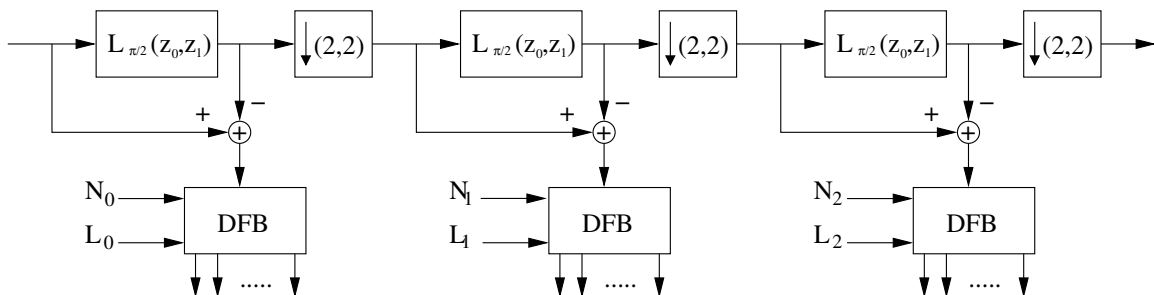 L π/2 (z0,z1)
(2,2)
L π/2 (z0,z1)
(2,2)
L π/2 (z0,z1)
(2,2)
+ −
+ −
+ −
+
+
+
N0
N1
N2
DFB
DFB
DFB
L0
L1
L2
.....
.....
.....